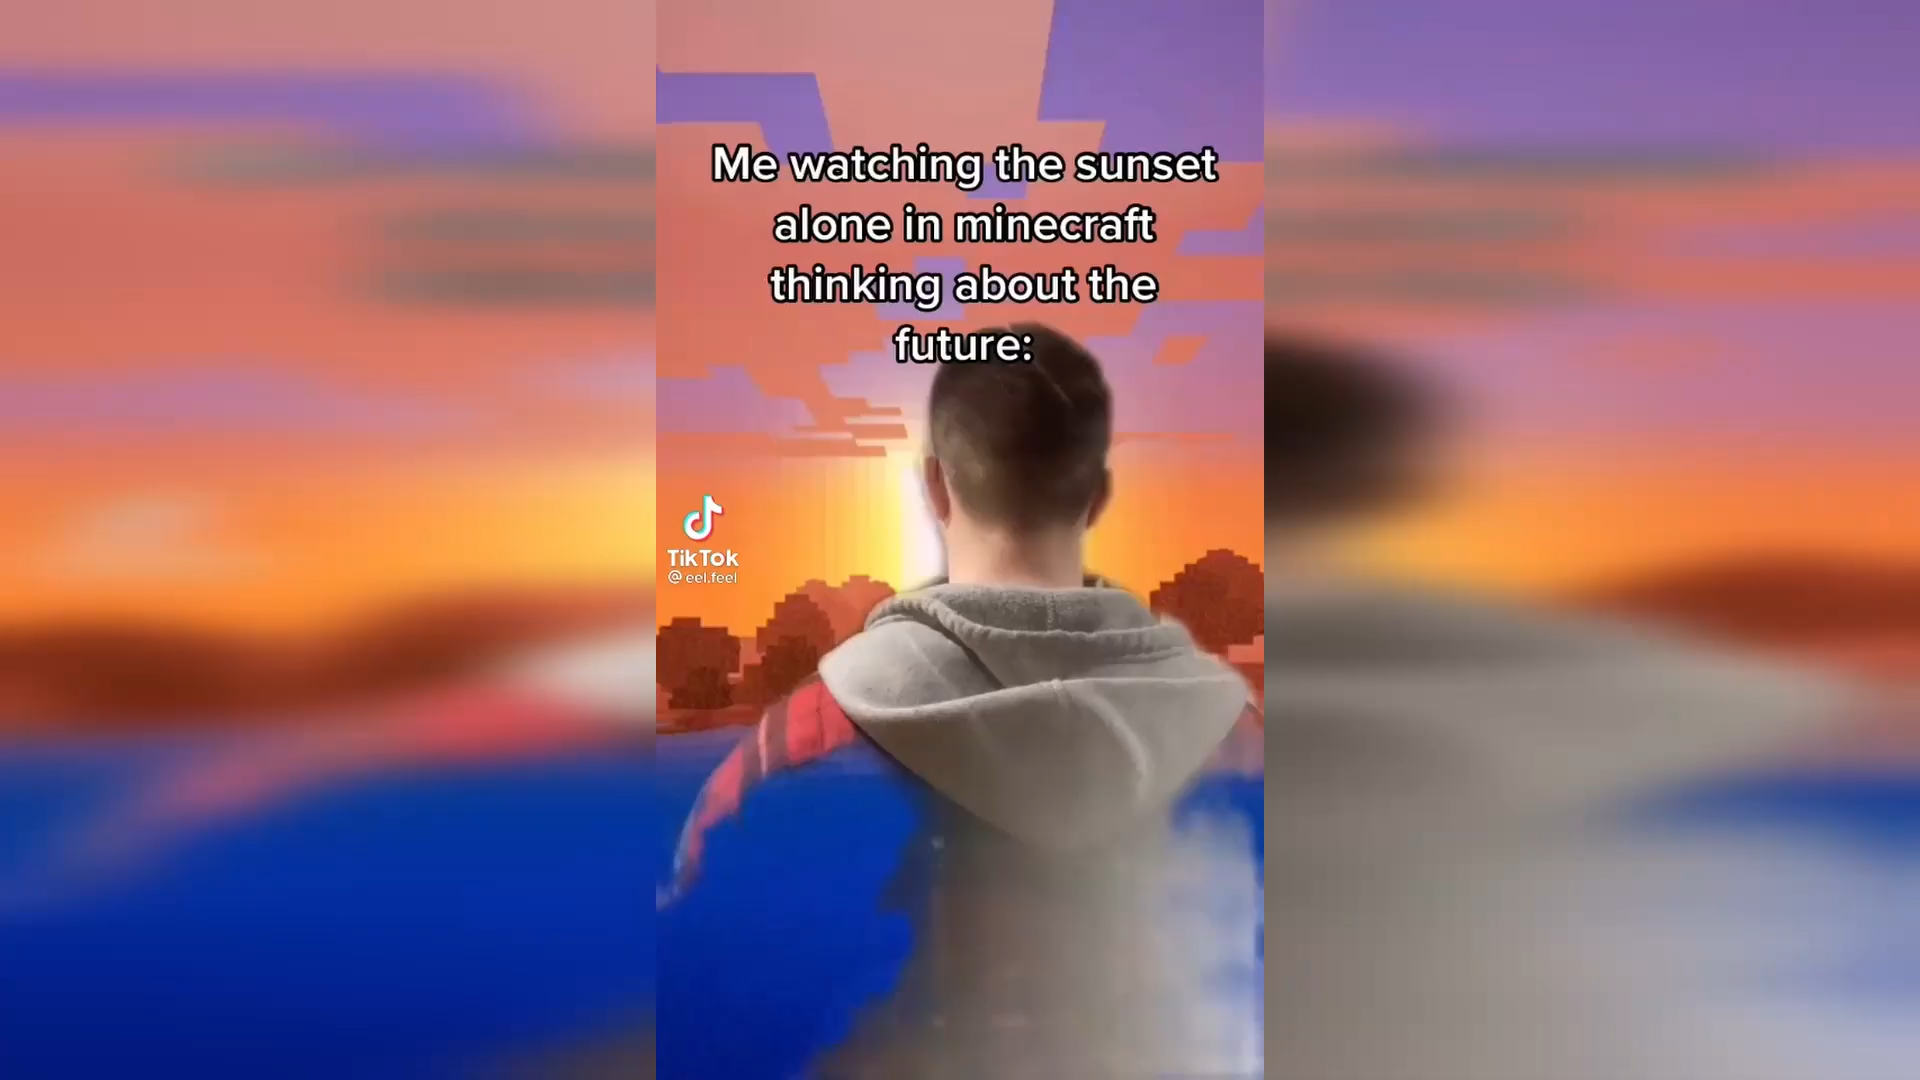 Me watching the sunset
alone in minecraft
thinking about the
future:
TikTok
@eel.feel